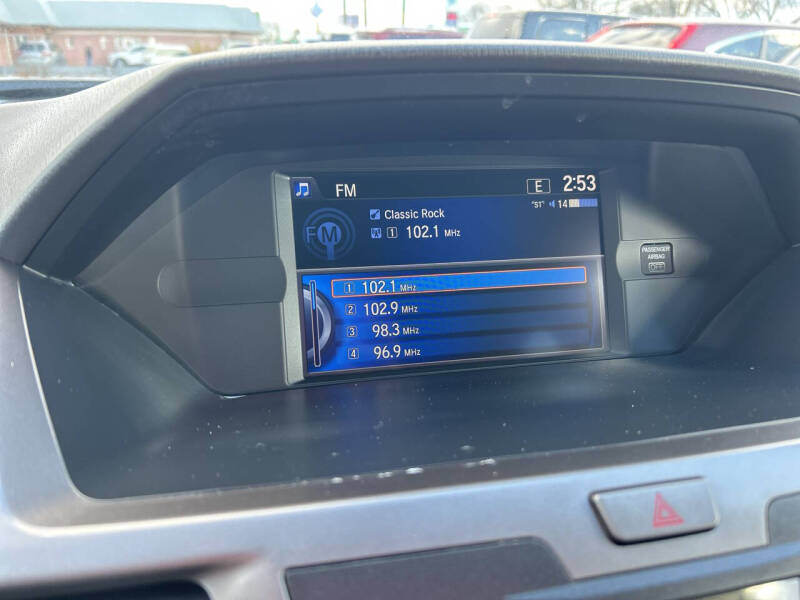 FM E 2:53
Classic Rock "ST" 14
FM 1 102.1 MHz
1 102.1 MHz
2 102.9 MHz
3 98.3 MHz
4 96.9 MHz
PASSENGER
AIRBAG
OFF